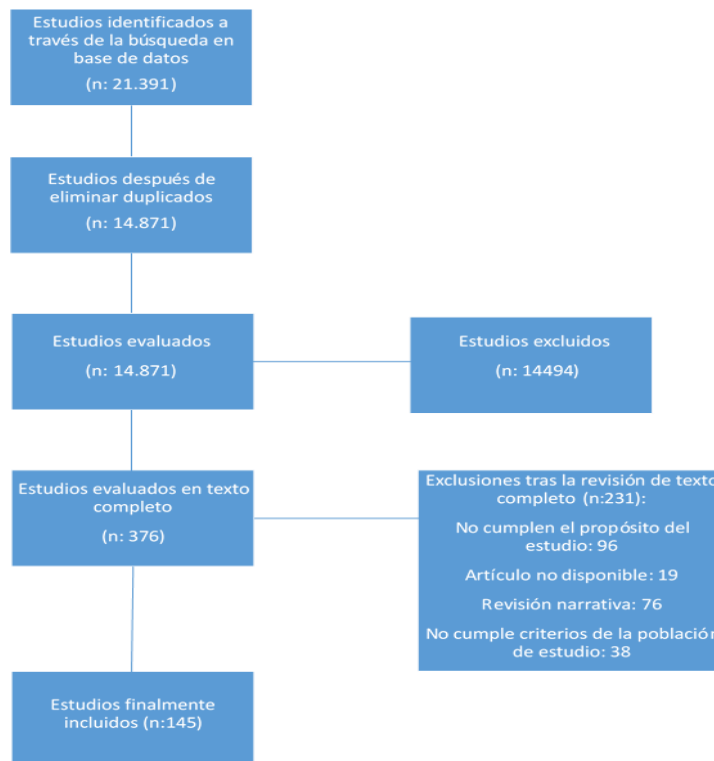 Estudios identificados a
través de la búsqueda en
base de datos
(n: 21.391)
Estudios después de
eliminar duplicados
(n: 14.871)
Estudios evaluados
(n: 14.871)
Estudios excluidos
(n: 14494)
Estudios evaluados en texto
completo
(n: 376)
Exclusiones tras la revisión de texto
completo (n:231):
No cumplen el propósito del
estudio: 96
Artículo no disponible: 19
Revisión narrativa: 76
No cumple criterios de la población
de estudio: 38
Estudios finalmente
incluidos (n:145)